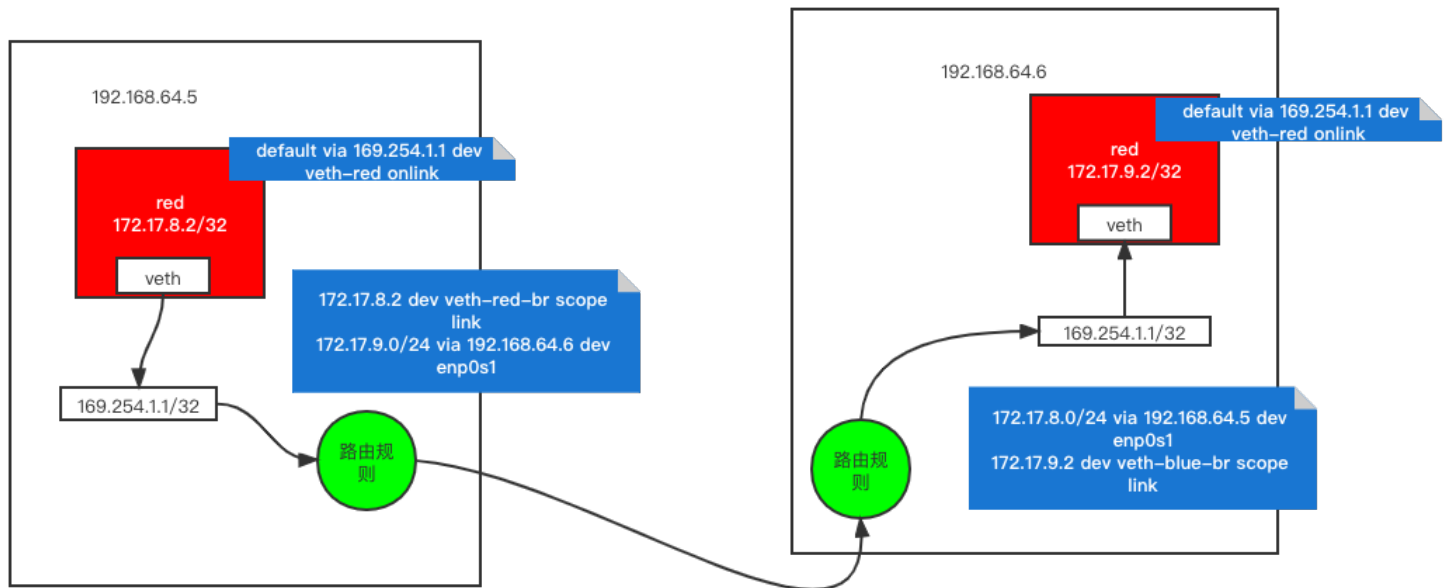 192.168.64.5
default via 169.254.1.1 dev
veth-red onlink
red
172.17.8.2/32
veth
172.17.8.2 dev veth-red-br scope
link
172.17.9.0/24 via 192.168.64.6 dev
enp0s1
169.254.1.1/32
路由规
则
192.168.64.6
default via 169.254.1.1 dev
veth-red onlink
red
172.17.9.2/32
veth
169.254.1.1/32
172.17.8.0/24 via 192.168.64.5 dev
enp0s1
172.17.9.2 dev veth-blue-br scope
link
路由规
则